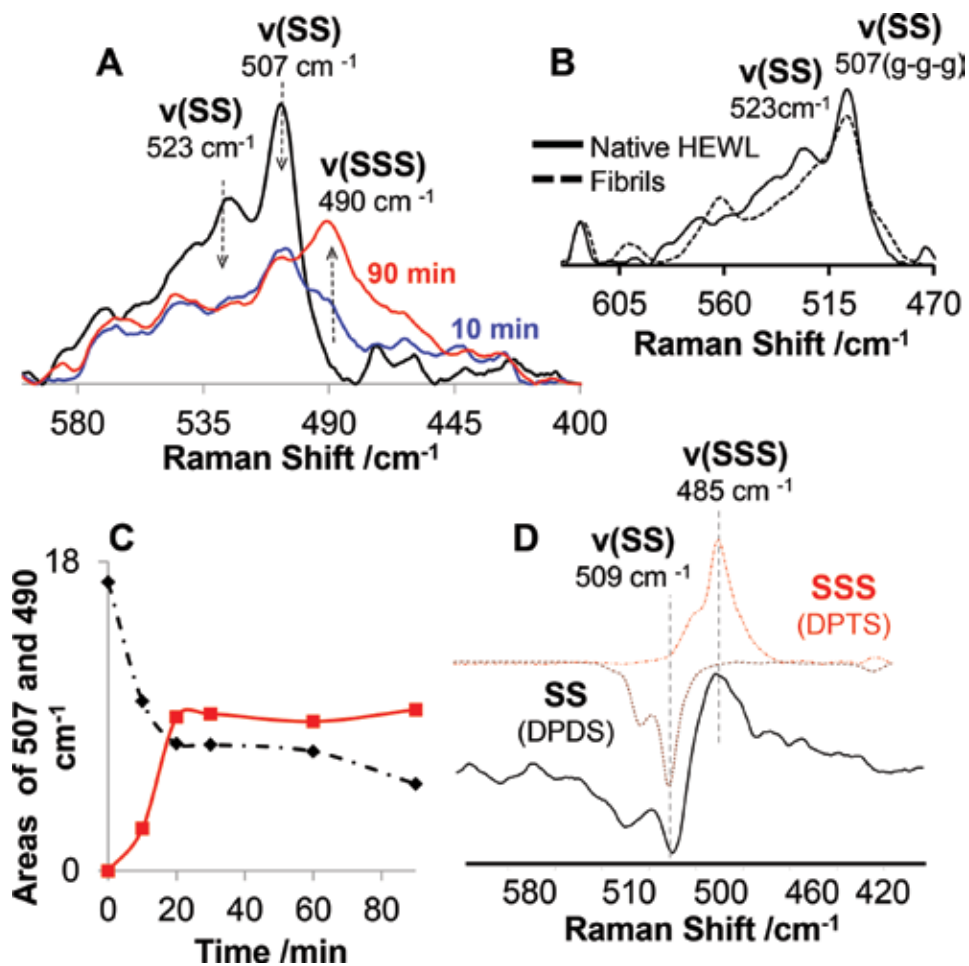 A
ν(SS)
507 cm -1
ν(SS)
523 cm-1
ν(SSS)
490 cm -1
90 min
10 min
580 535 490 445 400
Raman Shift /cm-1
B
ν(SS)
507(g-g-g)
ν(SS)
523cm-1
Native HEWL
Fibrils
605 560 515 470
Raman Shift /cm-1
C
18
0
Areas of 507 and 490
cm-1
0 20 40 60 80
Time /min
D
ν(SSS)
485 cm -1
ν(SS)
509 cm -1
SSS
(DPTS)
SS
(DPDS)
580 510 500 460 420
Raman Shift/cm-1